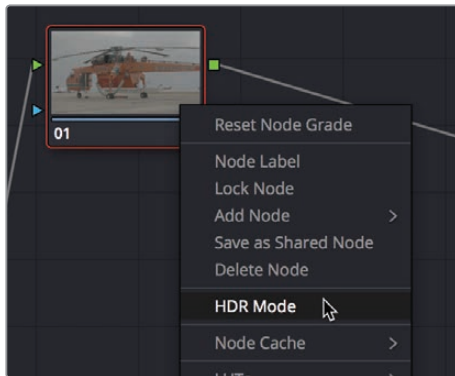 01
Reset Node Grade
Node Label
Lock Node
Add Node >
Save as Shared Node
Delete Node
HDR Mode
Node Cache >